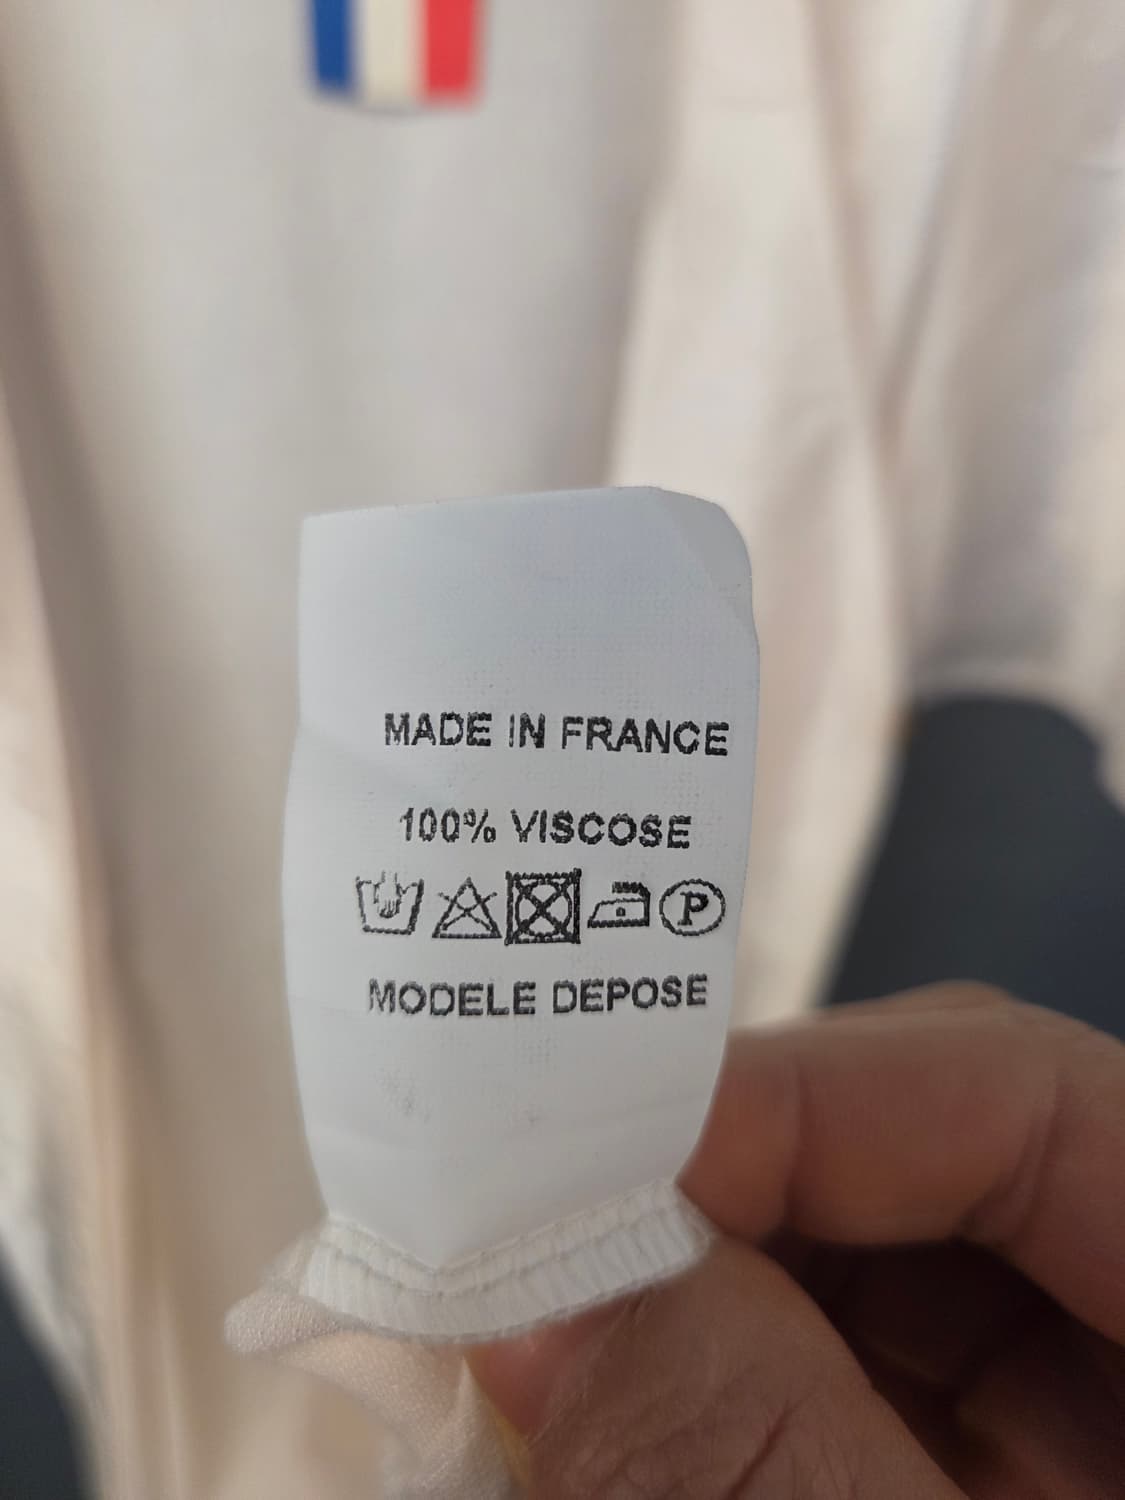 MADE IN FRANCE
100% VISCOSE
P
MODELE DEPOSE